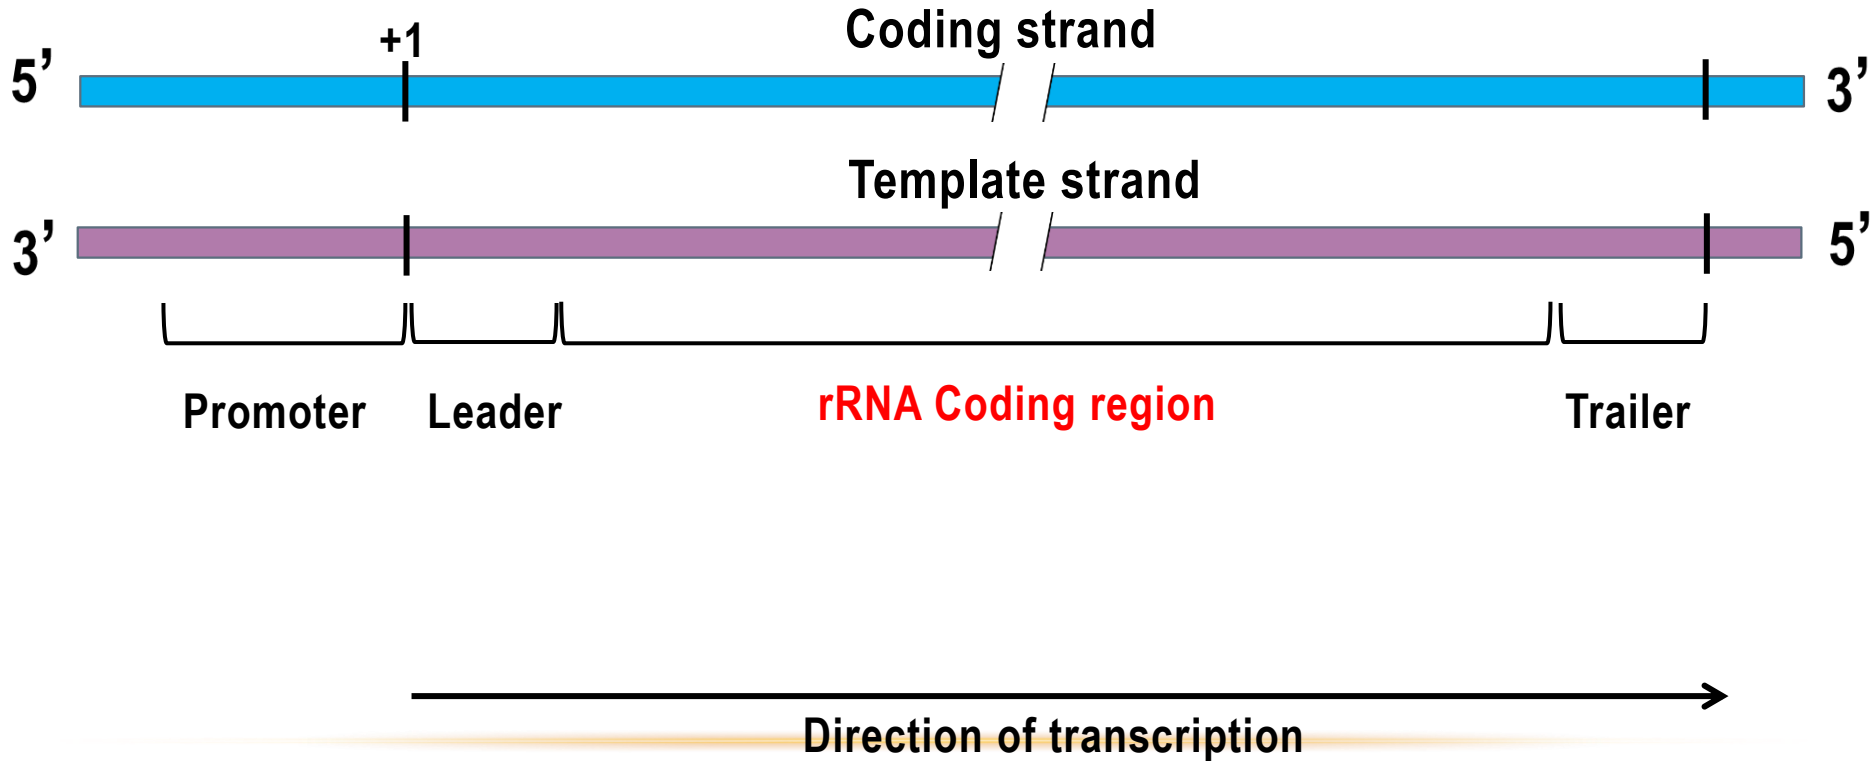 Coding strand
+1
5’
3’
Template strand
3’
5’
Promoter
Leader
rRNA Coding region
Trailer
Direction of transcription